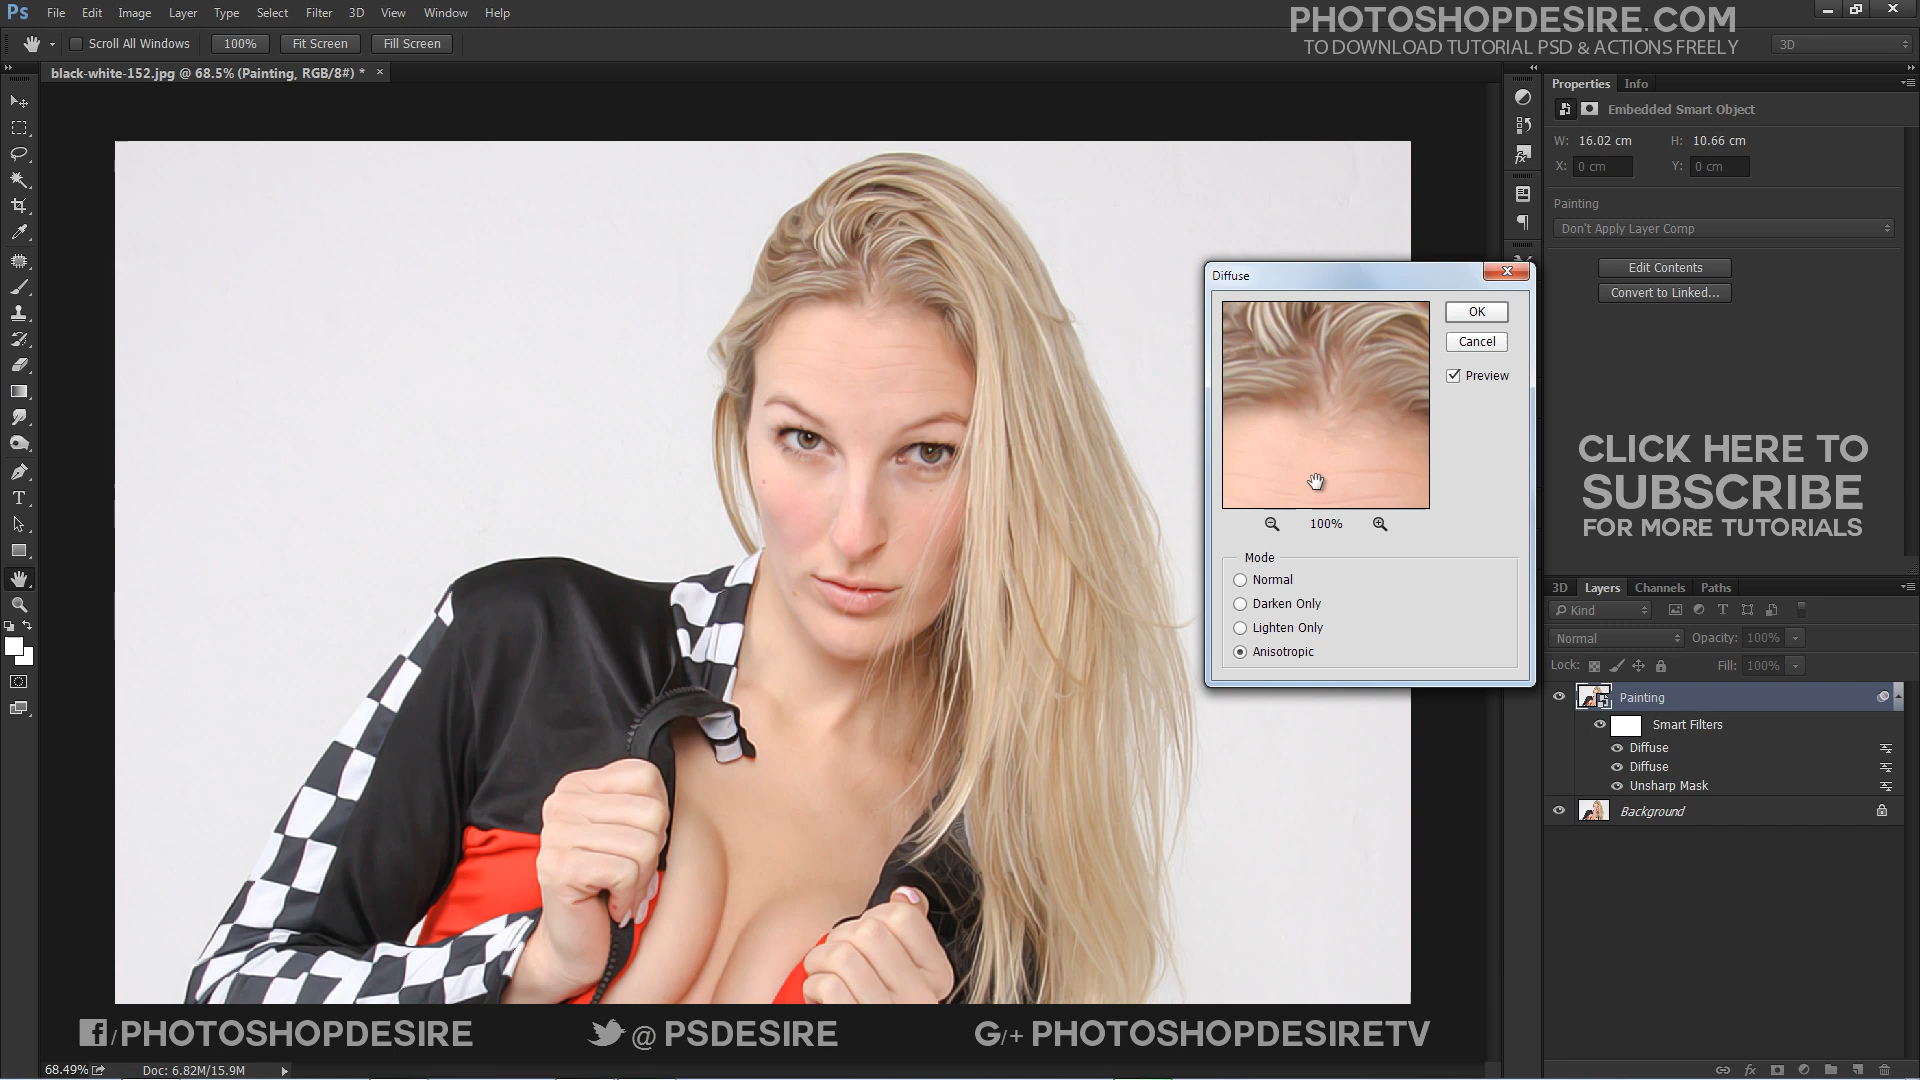 Ps File Edit Image Layer Type Select Filter 3D View Window Help
PHOTOSHOPDESIRE.COM
TO DOWNLOAD TUTORIAL PSD & ACTIONS FREELY
Scroll All Windows 100% Fit Screen Fill Screen
3D
black-white-152.jpg @ 68.5% (Painting, RGB/8#) * ×
Properties Info
Embedded Smart Object
W: 16.02 cm H: 10.66 cm
X: 0 cm Y: 0 cm
Painting
Don't Apply Layer Comp
Edit Contents
Convert to Linked...
Diffuse
OK
Cancel
Preview
100%
Mode
Normal
Darken Only
Lighten Only
Anisotropic
CLICK HERE TO
SUBSCRIBE
FOR MORE TUTORIALS
3D Layers Channels Paths
Kind
Normal Opacity: 100%
Lock: Fill: 100%
Painting
Smart Filters
Diffuse
Diffuse
Unsharp Mask
Background
f/PHOTOSHOPDESIRE @ PSDESIRE G/+ PHOTOSHOPDESIRETV
68.49% Doc: 6.82M/15.9M